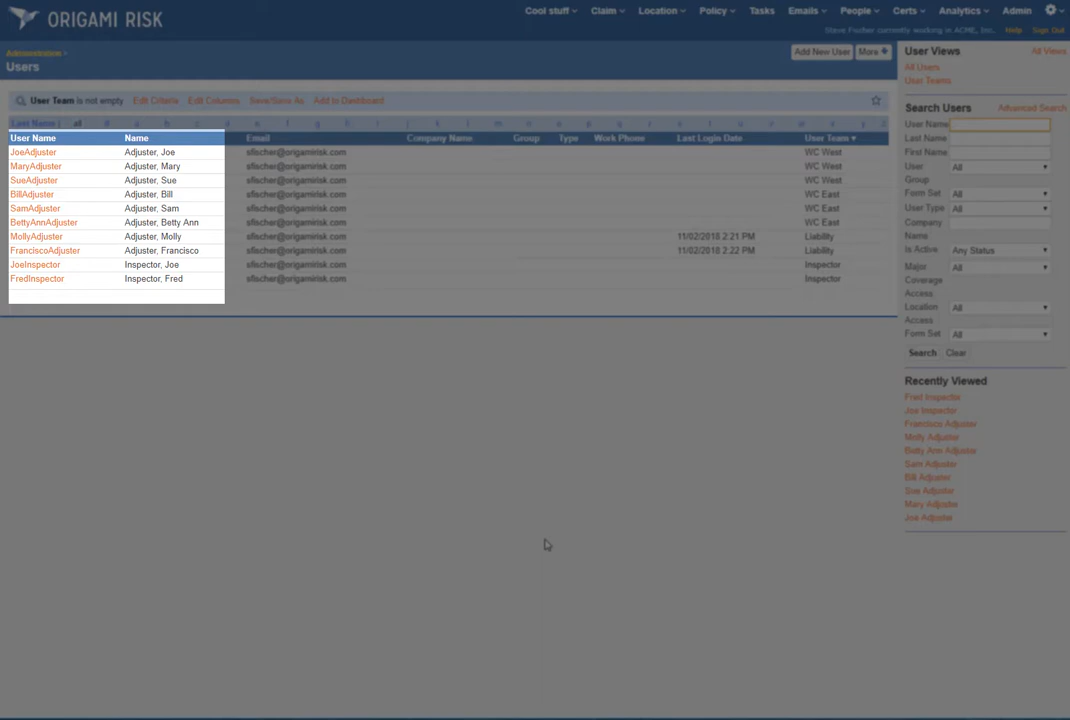 ORIGAMI RISK
Cool stuff Claim Location Policy Tasks Emails People Certs Analytics Admin
Steve Fischer currently working in ACME, Inc. Help Sign Out
Administration >
Users
Add New User More
User Team is not empty Edit Criteria Edit Columns Save/Save As Add to Dashboard
Last Name | all # a b c d e f g h i j k l m n o p q r s t u v w x y z
User Name Name Email Company Name Group Type Work Phone Last Login Date User Team
JoeAdjuster Adjuster, Joe sfischer@origamirisk.com WC West
MaryAdjuster Adjuster, Mary sfischer@origamirisk.com WC West
SueAdjuster Adjuster, Sue sfischer@origamirisk.com WC West
BillAdjuster Adjuster, Bill sfischer@origamirisk.com WC East
SamAdjuster Adjuster, Sam sfischer@origamirisk.com WC East
BettyAnnAdjuster Adjuster, Betty Ann sfischer@origamirisk.com WC East
MollyAdjuster Adjuster, Molly sfischer@origamirisk.com 11/02/2018 2:21 PM Liability
FranciscoAdjuster Adjuster, Francisco sfischer@origamirisk.com 11/02/2018 2:22 PM Liability
JoeInspector Inspector, Joe sfischer@origamirisk.com Inspector
FredInspector Inspector, Fred sfischer@origamirisk.com Inspector
User Views All Views
All Users
User Teams
Search Users Advanced Search
User Name
Last Name
First Name
User All
Group
Form Set All
User Type All
Company
Name
Is Active Any Status
Major All
Coverage
Access
Location All
Access
Form Set All
Search Clear
Recently Viewed
Fred Inspector
Joe Inspector
Francisco Adjuster
Molly Adjuster
Betty Ann Adjuster
Sam Adjuster
Bill Adjuster
Sue Adjuster
Mary Adjuster
Joe Adjuster